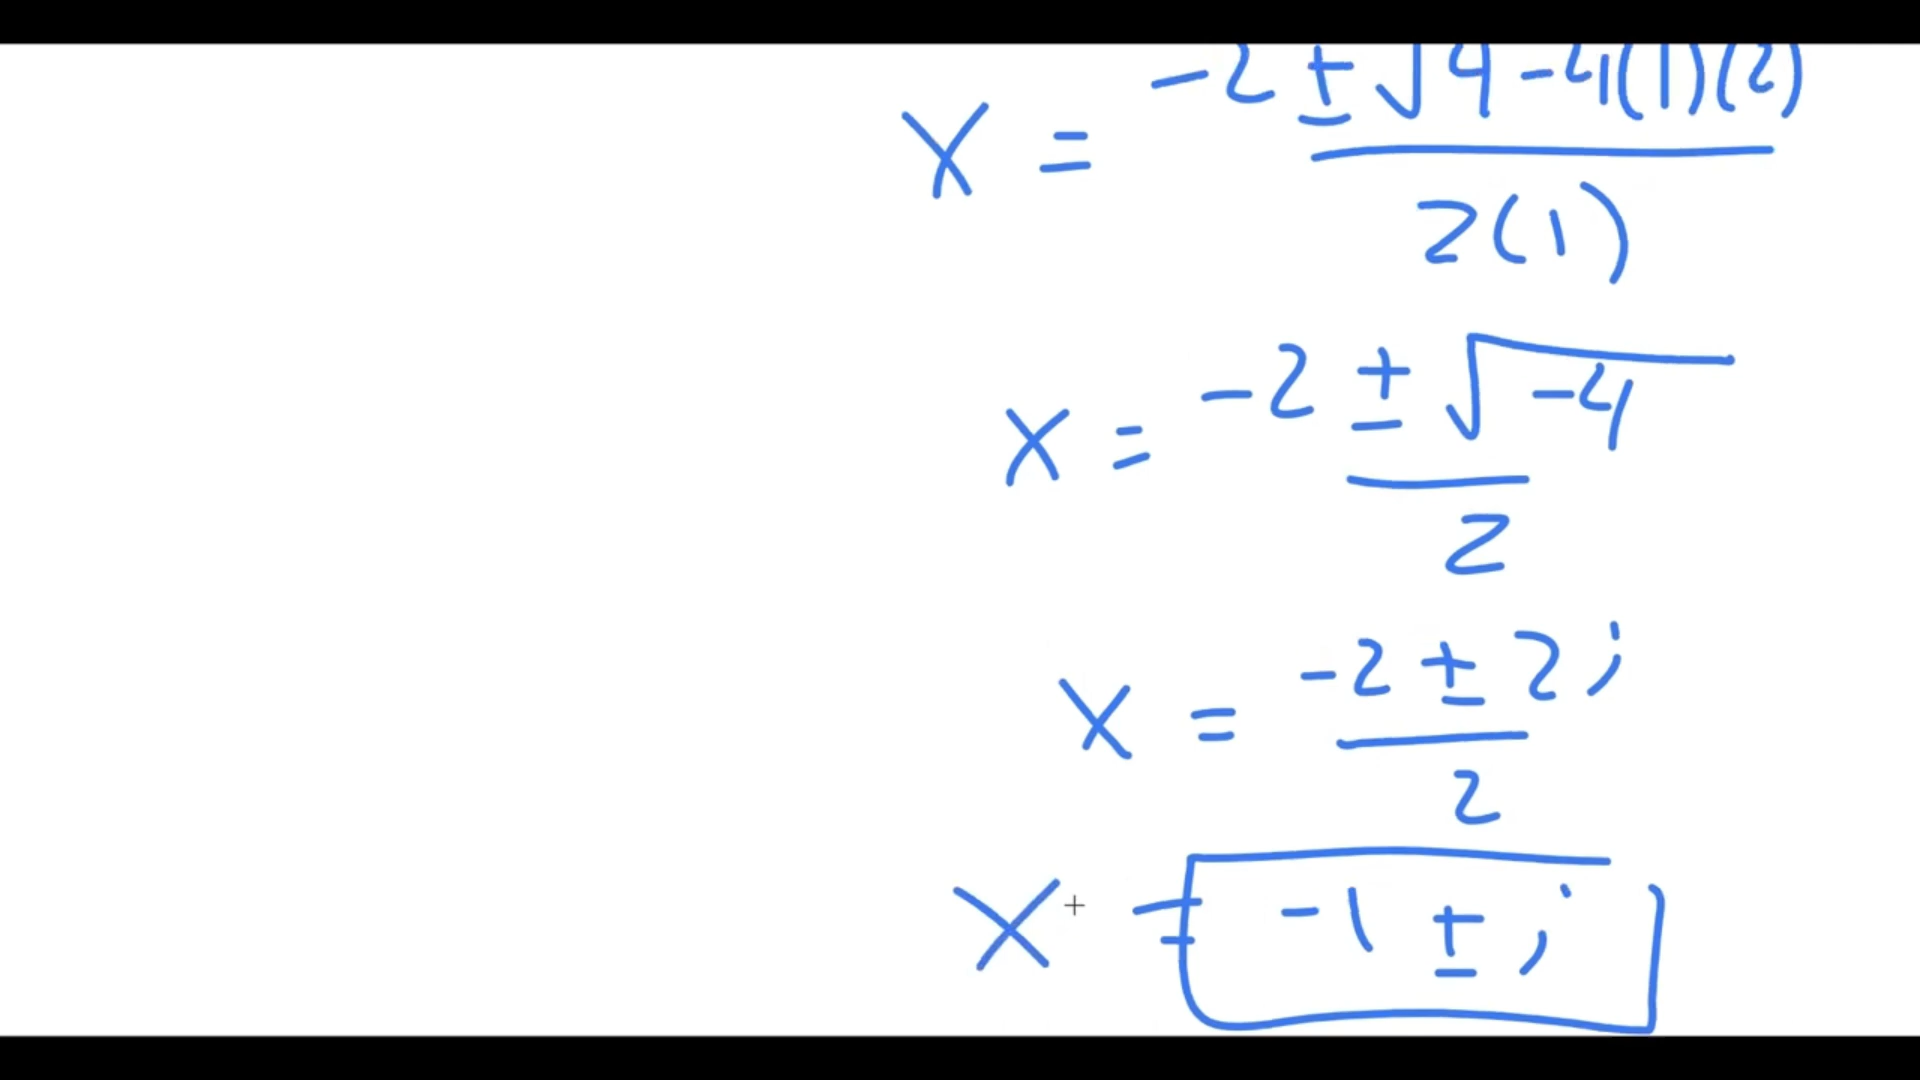 x = -2 ± √4 - 4(1)(2)
2(1)
x = -2 ± √-4
2
x = -2 ± 2i
2
x = -1 ± i